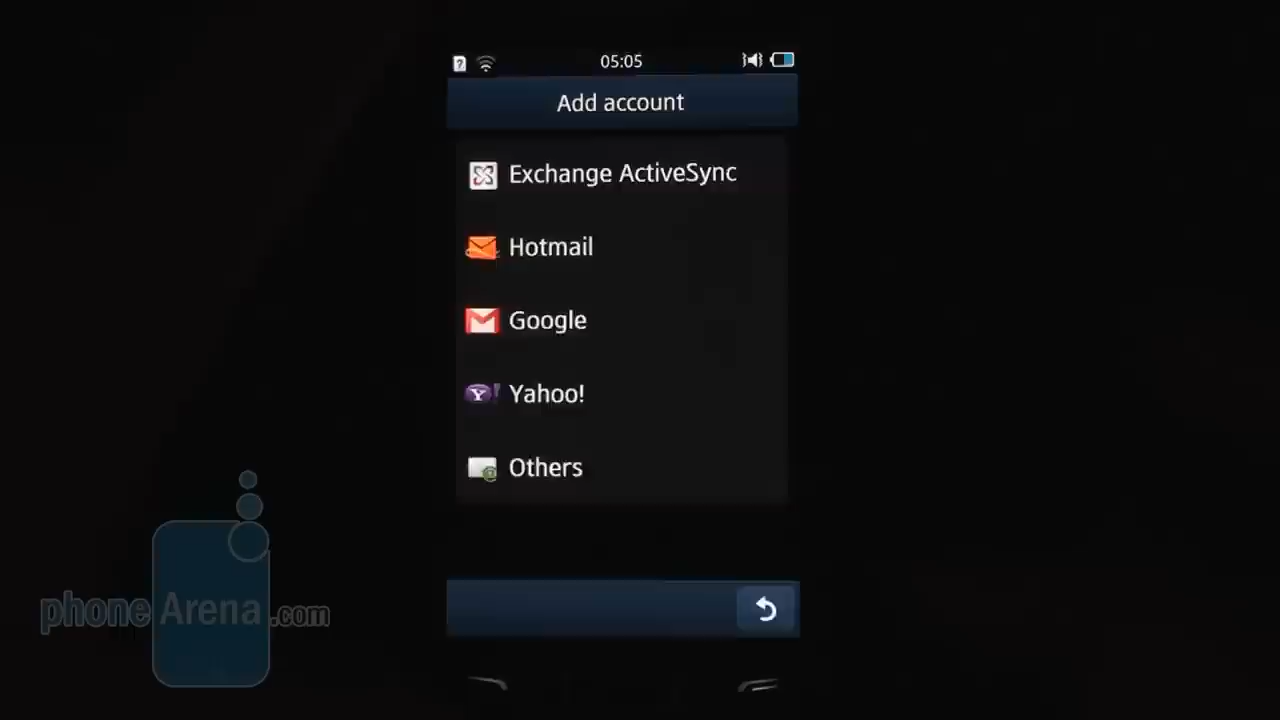 05:05
Add account
Exchange ActiveSync
Hotmail
Google
Yahoo!
Others
phoneArena.com